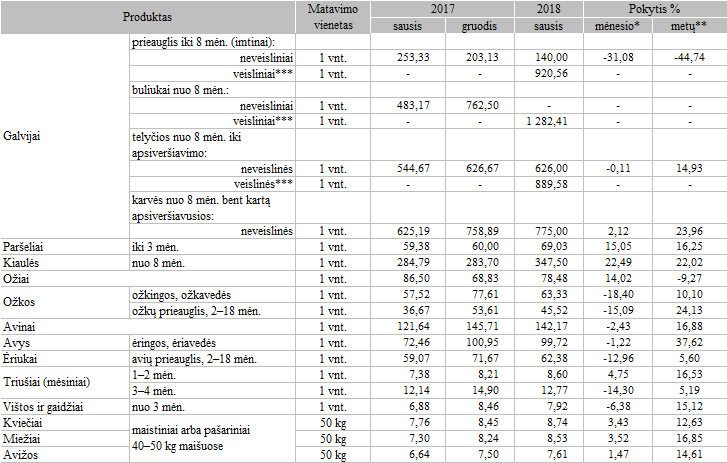 Produktas Matavimo vienetas 2017 2018 Pokytis %
sausis gruodis sausis mėnesio* metų**
Galvijai
prieauglis iki 8 mėn. (imtinai):
neveisliniai 1 vnt. 253,33 203,13 140,00 -31,08 -44,74
veisliniai*** 1 vnt. - - 920,56 - -
buliukai nuo 8 mėn.:
neveisliniai 1 vnt. 483,17 762,50 - - -
veisliniai*** 1 vnt. - - 1 282,41 - -
telyčios nuo 8 mėn. iki
apsiveršiavimo:
neveislinės 1 vnt. 544,67 626,67 626,00 -0,11 14,93
veislinės*** 1 vnt. - - 889,58 - -
karvės nuo 8 mėn. bent kartą
apsiveršiavusios:
neveislinės 1 vnt. 625,19 758,89 775,00 2,12 23,96
Paršeliai iki 3 mėn. 1 vnt. 59,38 60,00 69,03 15,05 16,25
Kiaulės nuo 8 mėn. 1 vnt. 284,79 283,70 347,50 22,49 22,02
Ožiai 1 vnt. 86,50 68,83 78,48 14,02 -9,27
Ožkos ožkingos, ožkavedės 1 vnt. 57,52 77,61 63,33 -18,40 10,10
ožkų prieauglis, 2–18 mėn. 1 vnt. 36,67 53,61 45,52 -15,09 24,13
Avinai 1 vnt. 121,64 145,71 142,17 -2,43 16,88
Avys ėringos, ėriavedės 1 vnt. 72,46 100,95 99,72 -1,22 37,62
Ėriukai avių prieauglis, 2–18 mėn. 1 vnt. 59,07 71,67 62,38 -12,96 5,60
Triušiai (mėsiniai) 1–2 mėn. 1 vnt. 7,38 8,21 8,60 4,75 16,53
3–4 mėn. 1 vnt. 12,14 14,90 12,77 -14,30 5,19
Vištos ir gaidžiai nuo 3 mėn. 1 vnt. 6,88 8,46 7,92 -6,38 15,12
Kviečiai maistiniai arba pašariniai 40–50 kg maišuose 50 kg 7,76 8,45 8,74 3,43 12,63
Miežiai 50 kg 7,30 8,24 8,53 3,52 16,85
Avižos 50 kg 6,64 7,50 7,61 1,47 14,61